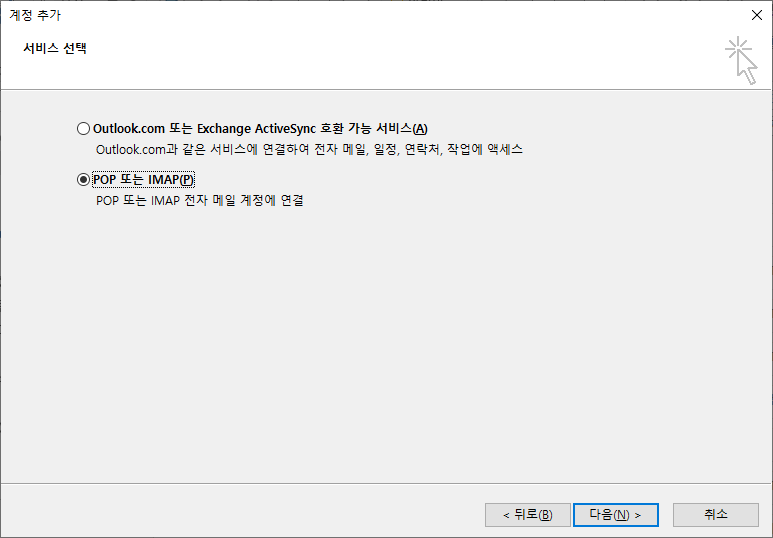 계정 추가
서비스 선택
Outlook.com 또는 Exchange ActiveSync 호환 가능 서비스(A)
Outlook.com과 같은 서비스에 연결하여 전자 메일, 일정, 연락처, 작업에 액세스
POP 또는 IMAP(P)
POP 또는 IMAP 전자 메일 계정에 연결
< 뒤로(B)
다음(N) >
취소